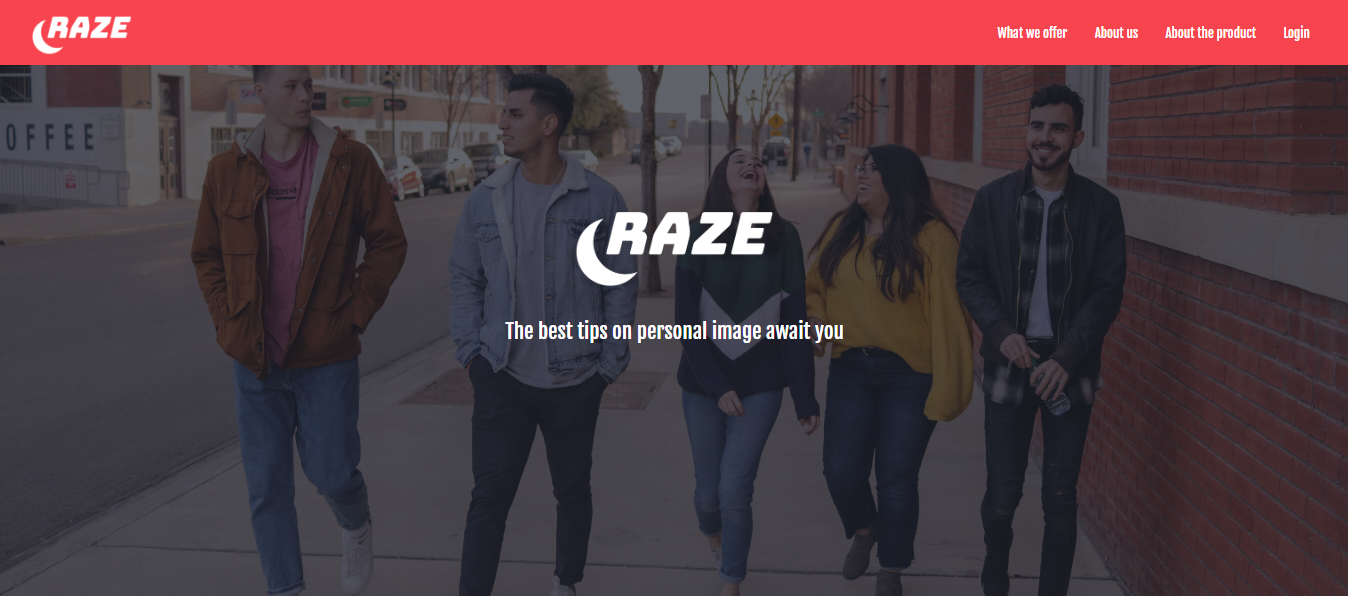 RAZE
What we offer
About us
About the product
Login
OFFEE
adidas
RAZE
The best tips on personal image await you